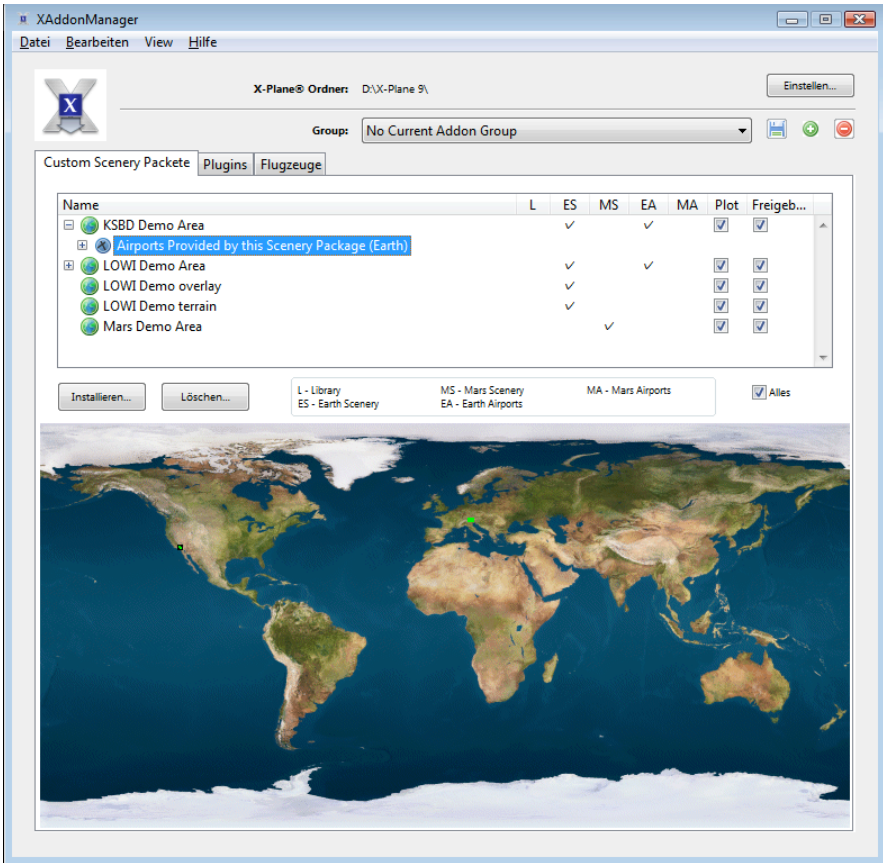 XAddonManager
Datei Bearbeiten View Hilfe
X
X-Plane® Ordner: D:\X-Plane 9\
Einstellen...
Group: No Current Addon Group
Custom Scenery Packete Plugins Flugzeuge
Name L ES MS EA MA Plot Freigeb...
KSBD Demo Area
Airports Provided by this Scenery Package (Earth)
LOWI Demo Area
LOWI Demo overlay
LOWI Demo terrain
Mars Demo Area
Installieren... Löschen...
L - Library MS - Mars Scenery MA - Mars Airports
ES - Earth Scenery EA - Earth Airports
Alles